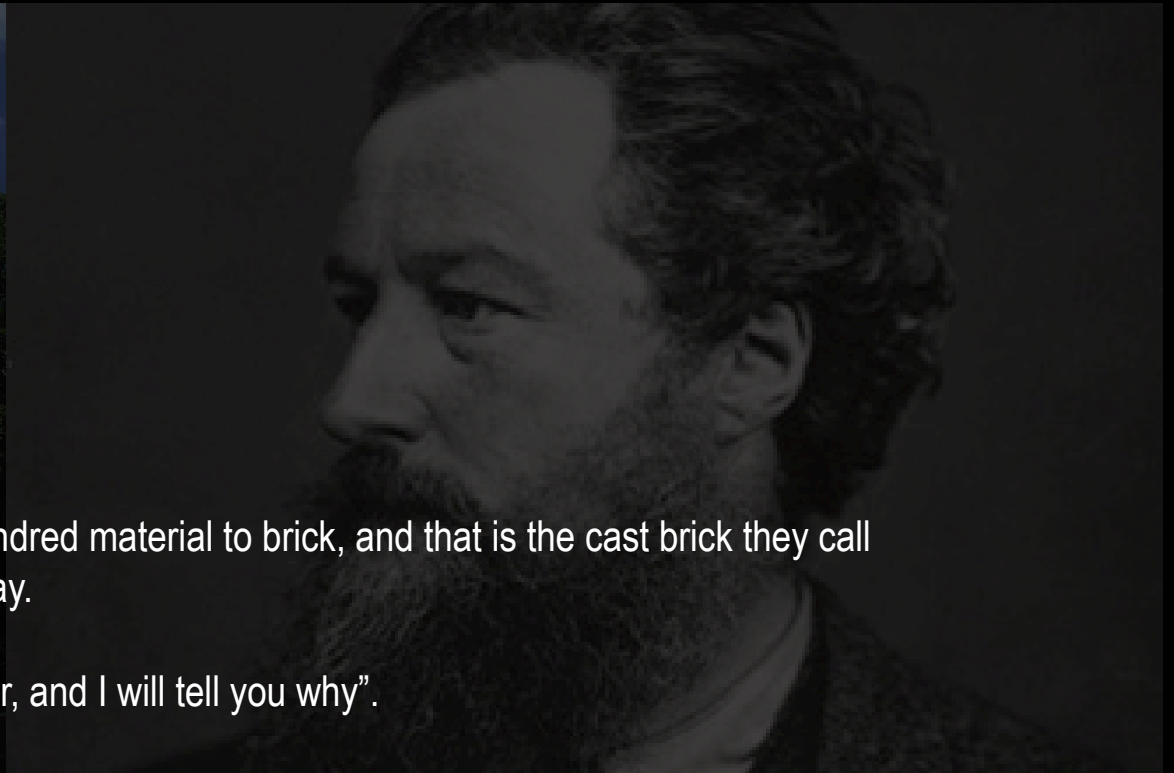 ndred material to brick, and that is the cast brick they call
ay.
r, and I will tell you why”.